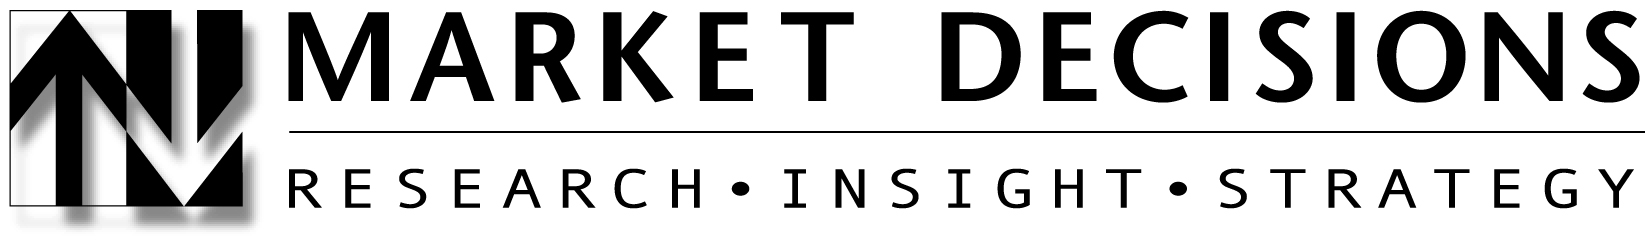 MARKET DECISIONS
RESEARCH•INSIGHT•STRATEGY